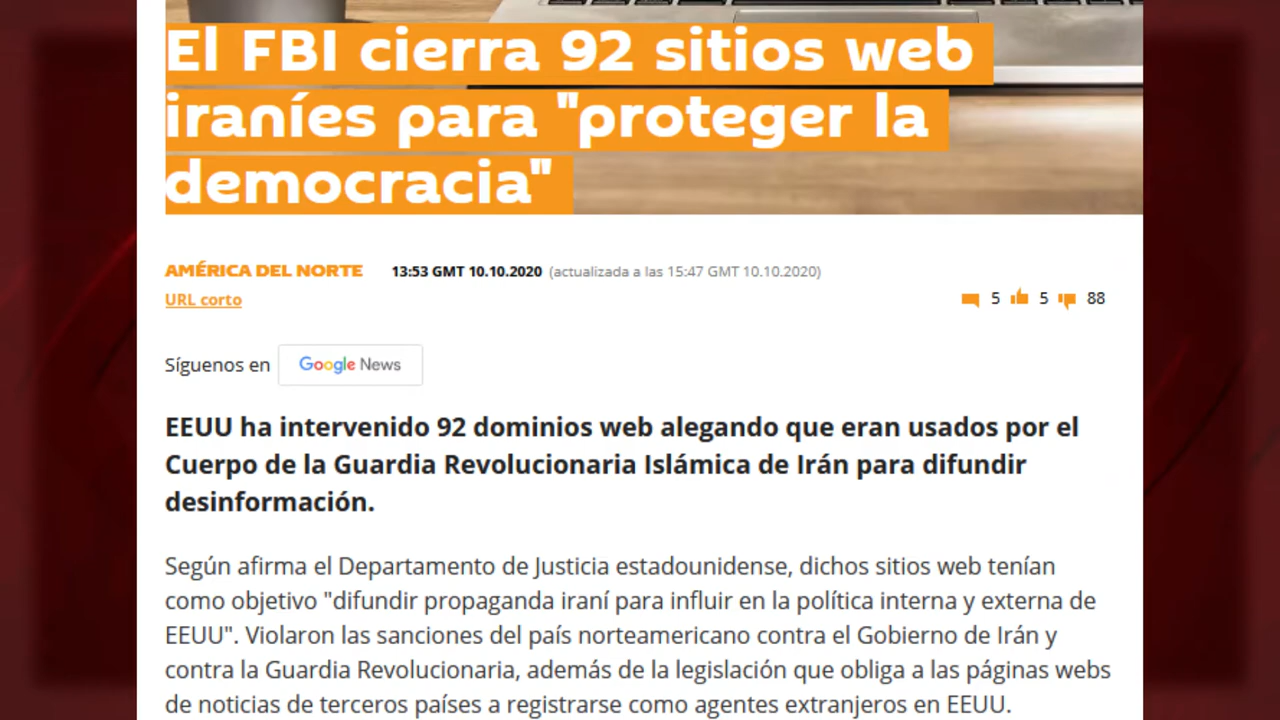 El FBI cierra 92 sitios web
iraníes para "proteger la
democracia"
AMÉRICA DEL NORTE 13:53 GMT 10.10.2020 (actualizada a las 15:47 GMT 10.10.2020)
URL corto 5 5 88
Síguenos en Google News
EEUU ha intervenido 92 dominios web alegando que eran usados por el
Cuerpo de la Guardia Revolucionaria Islámica de Irán para difundir
desinformación.
Según afirma el Departamento de Justicia estadounidense, dichos sitios web tenían
como objetivo "difundir propaganda iraní para influir en la política interna y externa de
EEUU". Violaron las sanciones del país norteamericano contra el Gobierno de Irán y
contra la Guardia Revolucionaria, además de la legislación que obliga a las páginas webs
de noticias de terceros países a registrarse como agentes extranjeros en EEUU.